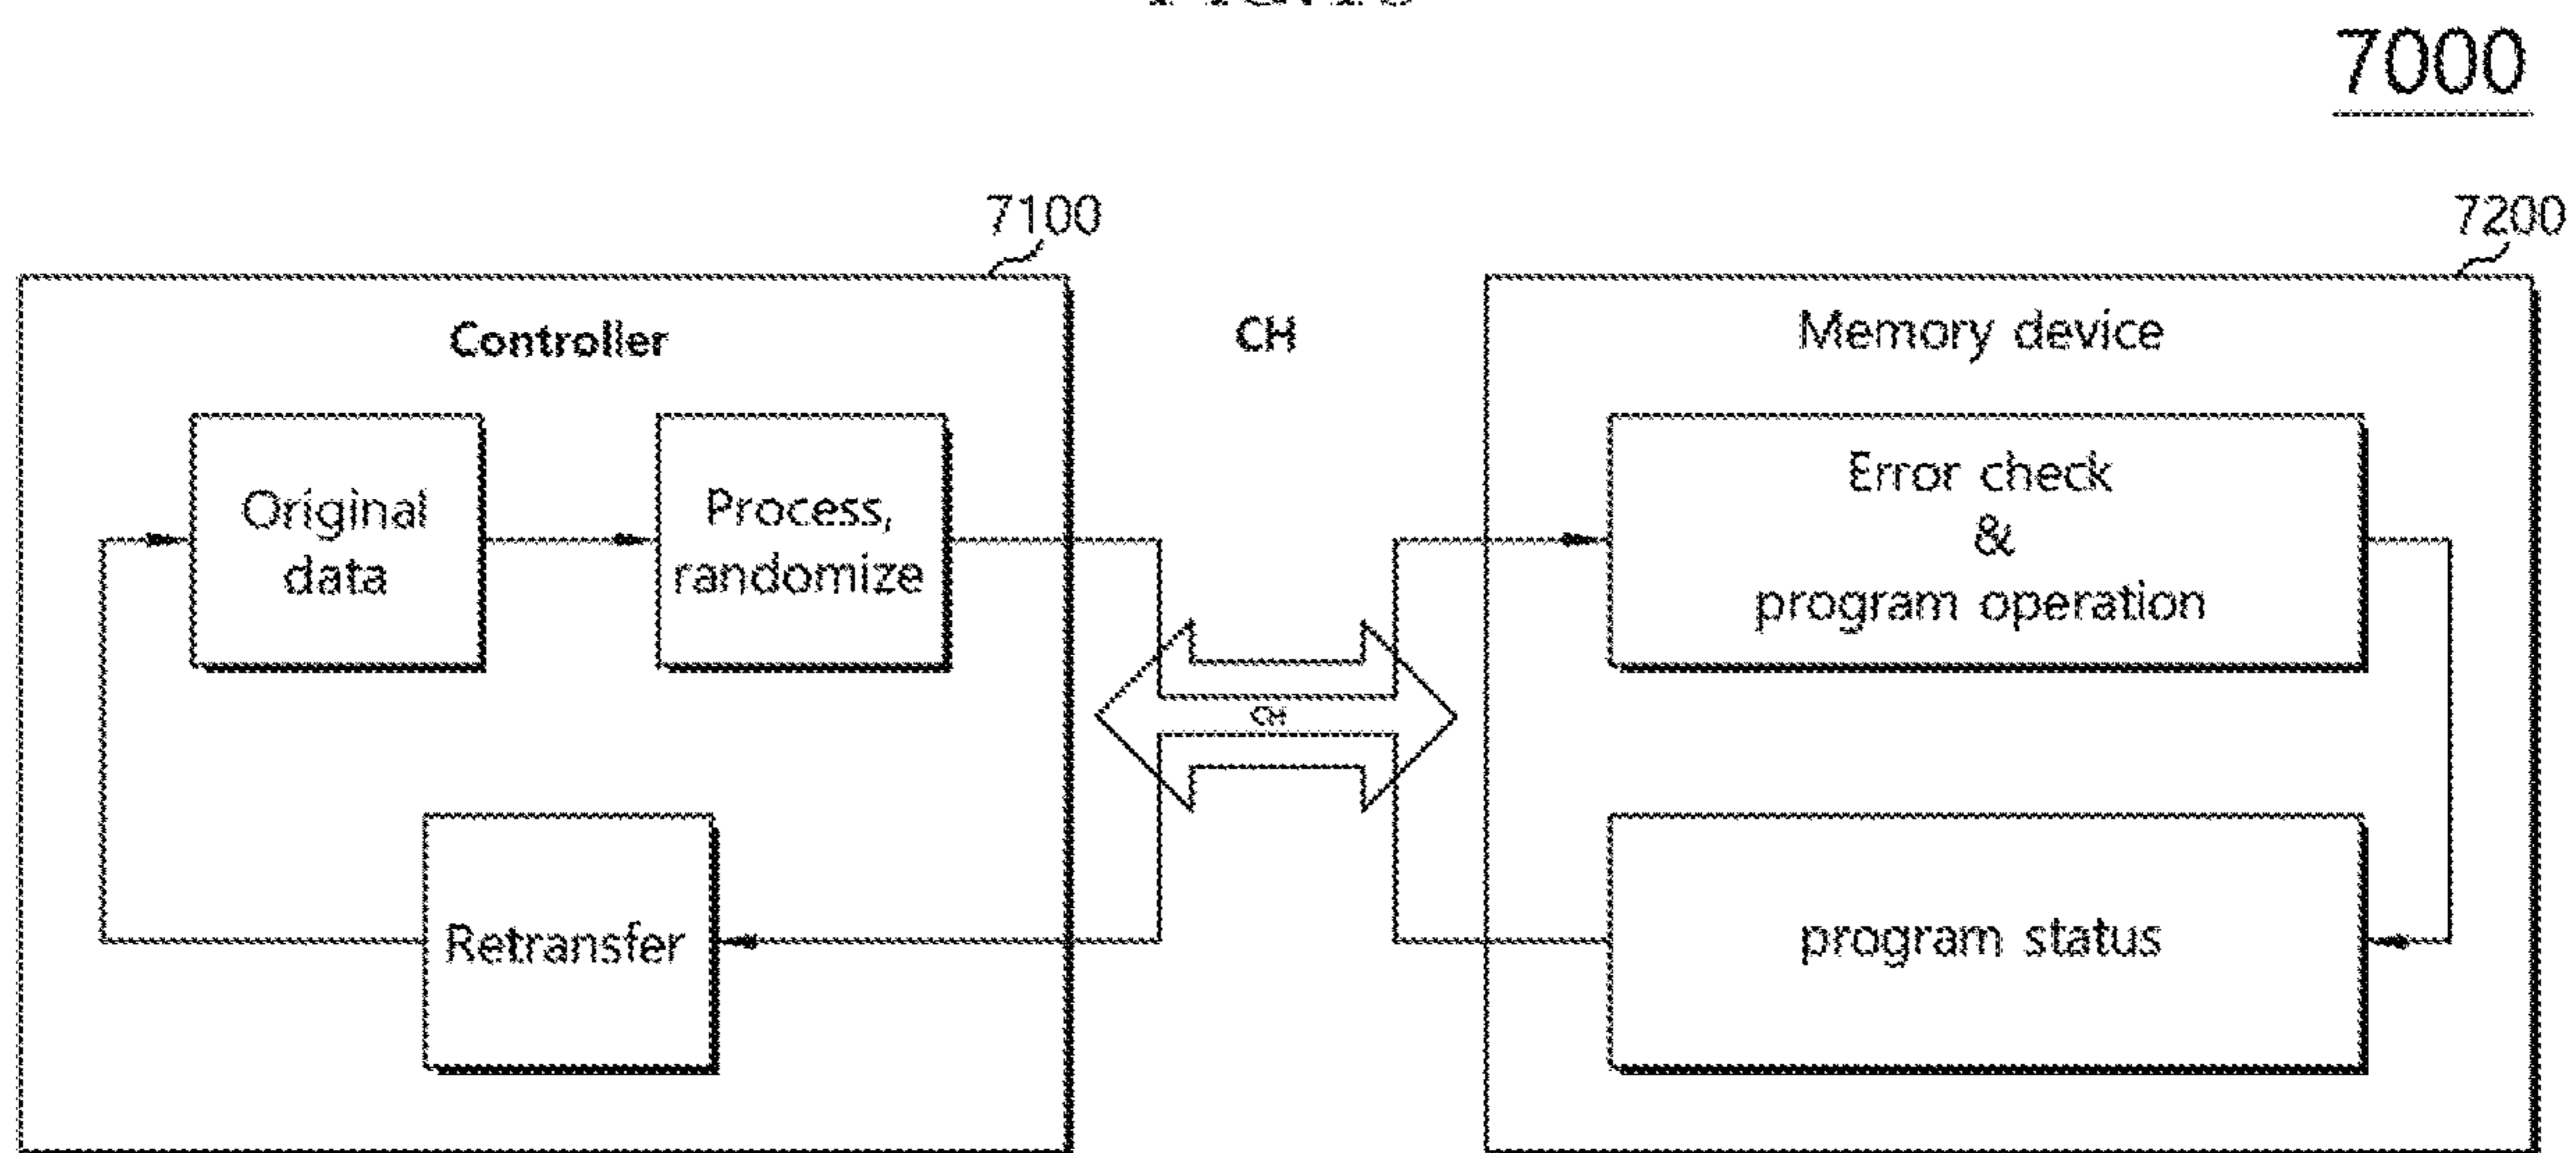 7000
7100
7200
Controller
CH
Memory device
Original
data
Process,
randomize
Error check
&
program operation
CH
Retransfer
program status